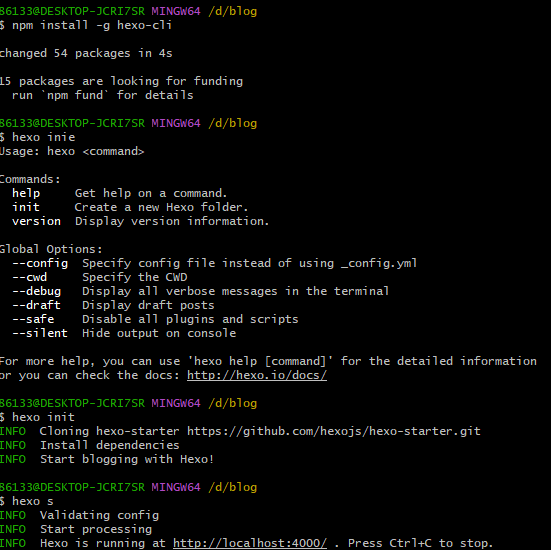 86133@DESKTOP-JCRI7SR MINGW64 /d/blog
$ npm install -g hexo-cli
changed 54 packages in 4s
15 packages are looking for funding
run `npm fund` for details
86133@DESKTOP-JCRI7SR MINGW64 /d/blog
$ hexo inie
Usage: hexo <command>
Commands:
help Get help on a command.
init Create a new Hexo folder.
version Display version information.
Global Options:
--config Specify config file instead of using _config.yml
--cwd Specify the CWD
--debug Display all verbose messages in the terminal
--draft Display draft posts
--safe Disable all plugins and scripts
--silent Hide output on console
For more help, you can use 'hexo help [command]' for the detailed information
or you can check the docs: http://hexo.io/docs/
86133@DESKTOP-JCRI7SR MINGW64 /d/blog
$ hexo init
INFO Cloning hexo-starter https://github.com/hexojs/hexo-starter.git
INFO Install dependencies
INFO Start blogging with Hexo!
86133@DESKTOP-JCRI7SR MINGW64 /d/blog
$ hexo s
INFO Validating config
INFO Start processing
INFO Hexo is running at http://localhost:4000/ . Press Ctrl+C to stop.